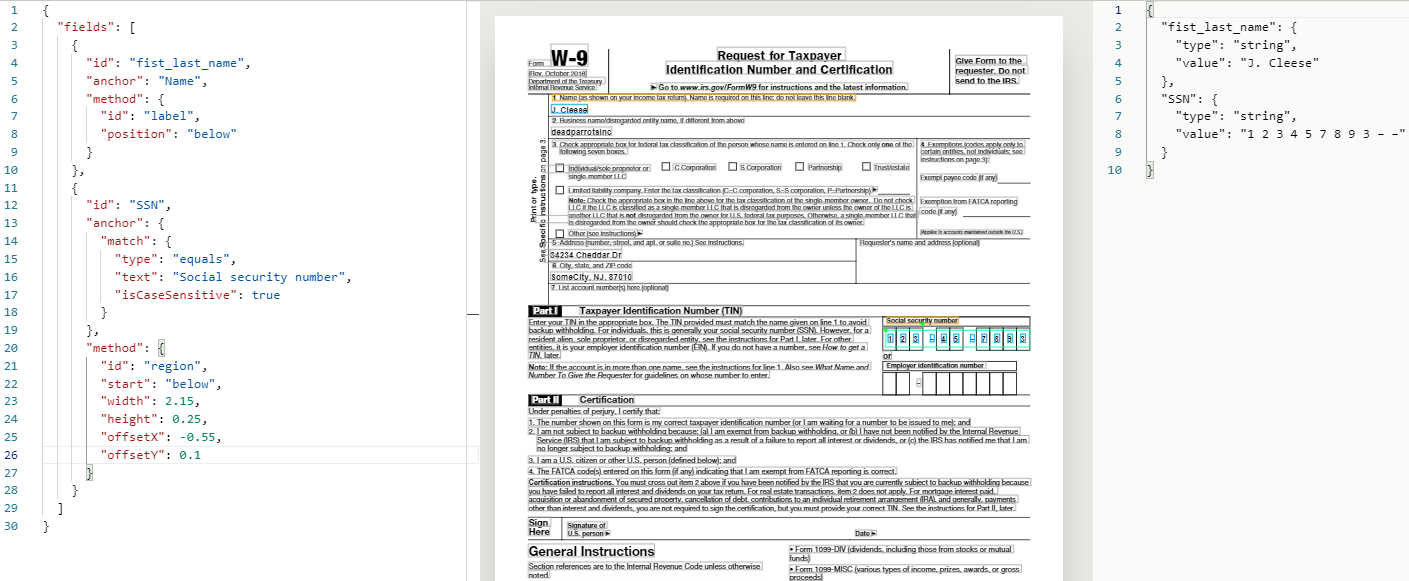 1 {
2 "fields": [
3 {
4 "id": "fist_last_name",
5 "anchor": "Name",
6 "method": {
7 "id": "label",
8 "position": "below"
9 }
10 },
11 {
12 "id": "SSN",
13 "anchor": {
14 "match": {
15 "type": "equals",
16 "text": "Social security number",
17 "isCaseSensitive": true
18 }
19 },
20 "method": {
21 "id": "region",
22 "start": "below",
23 "width": 2.15,
24 "height": 0.25,
25 "offsetX": -0.55,
26 "offsetY": 0.1
27 }
28 }
29 ]
30 }
Form W-9
(Rev. October 2018)
Department of the Treasury
Internal Revenue Service
Request for Taxpayer
Identification Number and Certification
►Go to www.irs.gov/FormW9 for instructions and the latest information.
Give Form to the
requester. Do not
send to the IRS.
Print or type.
See Specific Instructions on page 3.
1 Name (as shown on your income tax return). Name is required on this line; do not leave this line blank.
J. Cleese
2 Business name/disregarded entity name, if different from above
deadparrotsinc
3 Check appropriate box for federal tax classification of the person whose name is entered on line 1. Check only one of the
following seven boxes.
Individual/sole proprietor or
single-member LLC
C Corporation
S Corporation
Partnership
Trust/estate
Limited liability company. Enter the tax classification (C=C corporation, S=S corporation, P=Partnership) ►
Note: Check the appropriate box in the line above for the tax classification of the single-member owner. Do not check
LLC if the LLC is classified as a single-member LLC that is disregarded from the owner unless the owner of the LLC is
another LLC that is not disregarded from the owner for U.S. federal tax purposes. Otherwise, a single-member LLC that
is disregarded from the owner should check the appropriate box for the tax classification of its owner.
Other (see instructions) ►
4 Exemptions (codes apply only to
certain entities, not individuals; see
instructions on page 3):
Exempt payee code (if any)
Exemption from FATCA reporting
code (if any)
(Applies to accounts maintained outside the U.S.)
5 Address (number, street, and apt. or suite no.) See instructions.
34234 Cheddar Dr
6 City, state, and ZIP code
SomeCity, NJ, 87010
Requester's name and address (optional)
7 List account number(s) here (optional)
Part I Taxpayer Identification Number (TIN)
Enter your TIN in the appropriate box. The TIN provided must match the name given on line 1 to avoid
backup withholding. For individuals, this is generally your social security number (SSN). However, for a
resident alien, sole proprietor, or disregarded entity, see the instructions for Part I, later. For other
entities, it is your employer identification number (EIN). If you do not have a number, see How to get a
TIN, later.
Note: If the account is in more than one name, see the instructions for line 1. Also see What Name and
Number To Give the Requester for guidelines on whose number to enter.
Social security number
1 2 3 - 4 5 - 7 8 9 3
or
Employer identification number
-
Part II Certification
Under penalties of perjury, I certify that:
1. The number shown on this form is my correct taxpayer identification number (or I am waiting for a number to be issued to me); and
2. I am not subject to backup withholding because: (a) I am exempt from backup withholding, or (b) I have not been notified by the Internal Revenue
Service (IRS) that I am subject to backup withholding as a result of a failure to report all interest or dividends, or (c) the IRS has notified me that I am
no longer subject to backup withholding; and
3. I am a U.S. citizen or other U.S. person (defined below); and
4. The FATCA code(s) entered on this form (if any) indicating that I am exempt from FATCA reporting is correct.
Certification instructions. You must cross out item 2 above if you have been notified by the IRS that you are currently subject to backup withholding because
you have failed to report all interest and dividends on your tax return. For real estate transactions, item 2 does not apply. For mortgage interest paid,
acquisition or abandonment of secured property, cancellation of debt, contributions to an individual retirement arrangement (IRA), and generally, payments
other than interest and dividends, you are not required to sign the certification, but you must provide your correct TIN. See the instructions for Part II, later.
Sign
Here
Signature of
U.S. person ►
Date ►
General Instructions
Section references are to the Internal Revenue Code unless otherwise
noted.
• Form 1099-DIV (dividends, including those from stocks or mutual
funds)
• Form 1099-MISC (various types of income, prizes, awards, or gross
proceeds)
1 {
2 "fist_last_name": {
3 "type": "string",
4 "value": "J. Cleese"
5 },
6 "SSN": {
7 "type": "string",
8 "value": "1 2 3 4 5 7 8 9 3 – –"
9 }
10 }